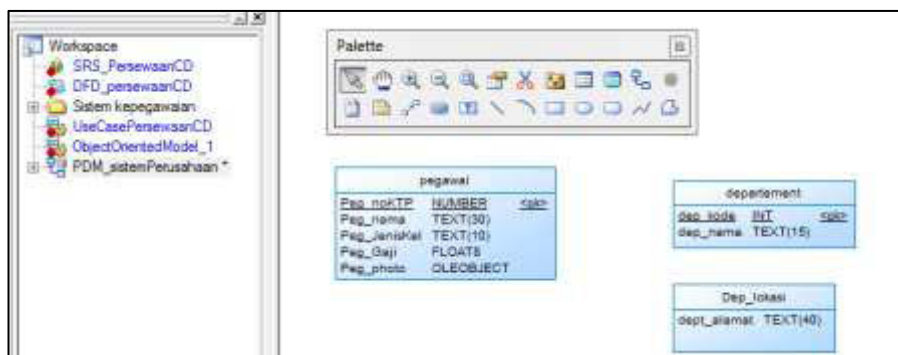 Workspace
SRS_PersewaanCD
DFD_persewaanCD
Sistem kepegawaian
UseCasePersewaanCD
ObjectOrientedModel_1
PDM_sistemPerusahaan *
Palette
pegawai
Peg_noKTP NUMBER <pk>
Peg_nama TEXT(30)
Peg_JenisKel TEXT(10)
Peg_Gaji FLOAT8
Peg_photo OLEOBJECT
departement
dep_kode INT <pk>
dep_nama TEXT(15)
Dep_lokasi
dept_alamat TEXT(40)